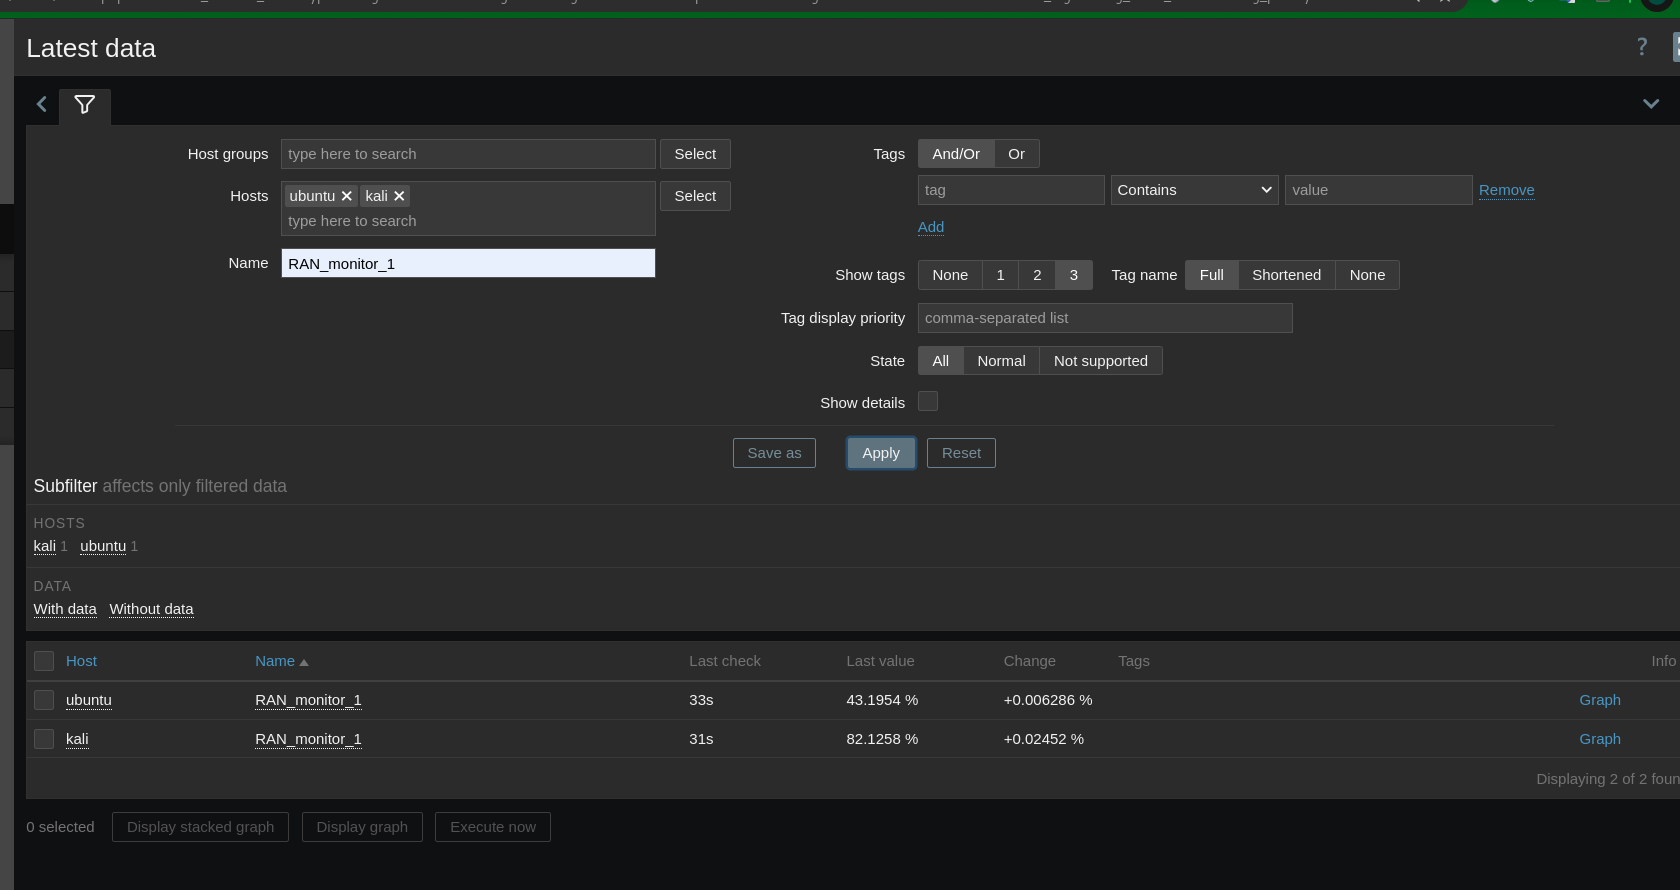 Latest data
?
Host groups type here to search Select
Hosts ubuntu kali Select
type here to search
Name RAN_monitor_1
Tags And/Or Or
tag Contains value Remove
Add
Show tags None 1 2 3 Tag name Full Shortened None
Tag display priority comma-separated list
State All Normal Not supported
Show details
Save as Apply Reset
Subfilter affects only filtered data
HOSTS
kali 1 ubuntu 1
DATA
With data Without data
Host Name Last check Last value Change Tags Info
ubuntu RAN_monitor_1 33s 43.1954 % +0.006286 % Graph
kali RAN_monitor_1 31s 82.1258 % +0.02452 % Graph
Displaying 2 of 2 foun
0 selected Display stacked graph Display graph Execute now